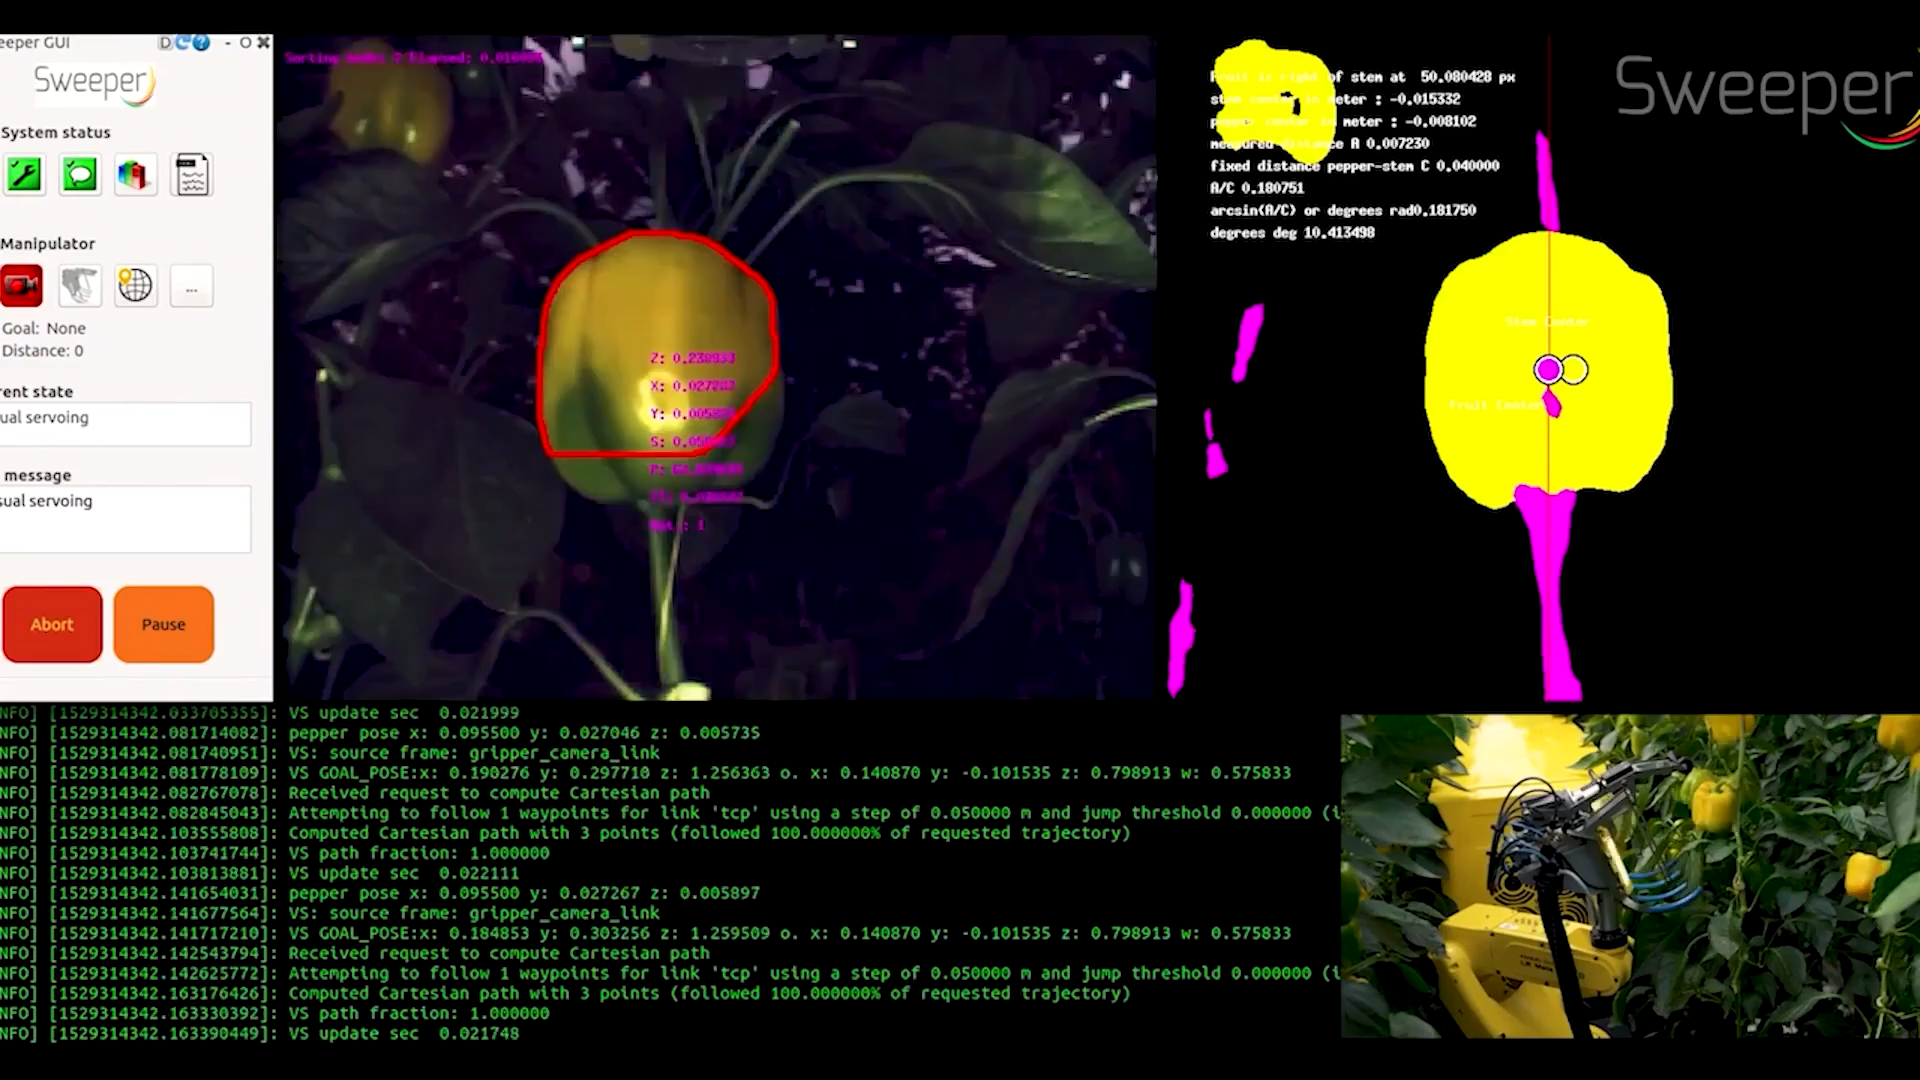 eeper GUI
Sweeper
System status
Manipulator
...
Goal: None
Distance: 0
rent state
ual servoing
message
sual servoing
Abort
Pause
Z:
X:
Y:
S:
P:
: 1
of stem at 50.080428 px
meter : -0.015332
meter : -0.008102
measured distance A 0.007230
fixed distance pepper-stem C 0.040000
A/C 0.180751
arcsin(A/C) or degrees rad0.181750
degrees deg 10.413498
Stem Center
Fruit Center
Sweeper
NFO] [1529314342.033705355]: VS update sec 0.021999
NFO] [1529314342.081714082]: pepper pose x: 0.095500 y: 0.027046 z: 0.005735
NFO] [1529314342.081740951]: VS: source frame: gripper_camera_link
NFO] [1529314342.081778109]: VS GOAL_POSE:x: 0.190276 y: 0.297710 z: 1.256363 o. x: 0.140870 y: -0.101535 z: 0.798913 w: 0.575833
NFO] [1529314342.082767078]: Received request to compute Cartesian path
NFO] [1529314342.082845043]: Attempting to follow 1 waypoints for link 'tcp' using a step of 0.050000 m and jump threshold 0.000000 (i
NFO] [1529314342.103555808]: Computed Cartesian path with 3 points (followed 100.000000% of requested trajectory)
NFO] [1529314342.103741744]: VS path fraction: 1.000000
NFO] [1529314342.103813881]: VS update sec 0.022111
NFO] [1529314342.141654031]: pepper pose x: 0.095500 y: 0.027267 z: 0.005897
NFO] [1529314342.141677564]: VS: source frame: gripper_camera_link
NFO] [1529314342.141717210]: VS GOAL_POSE:x: 0.184853 y: 0.303256 z: 1.259509 o. x: 0.140870 y: -0.101535 z: 0.798913 w: 0.575833
NFO] [1529314342.142543794]: Received request to compute Cartesian path
NFO] [1529314342.142625772]: Attempting to follow 1 waypoints for link 'tcp' using a step of 0.050000 m and jump threshold 0.000000 (i
NFO] [1529314342.163176426]: Computed Cartesian path with 3 points (followed 100.000000% of requested trajectory)
NFO] [1529314342.163330392]: VS path fraction: 1.000000
NFO] [1529314342.163390449]: VS update sec 0.021748